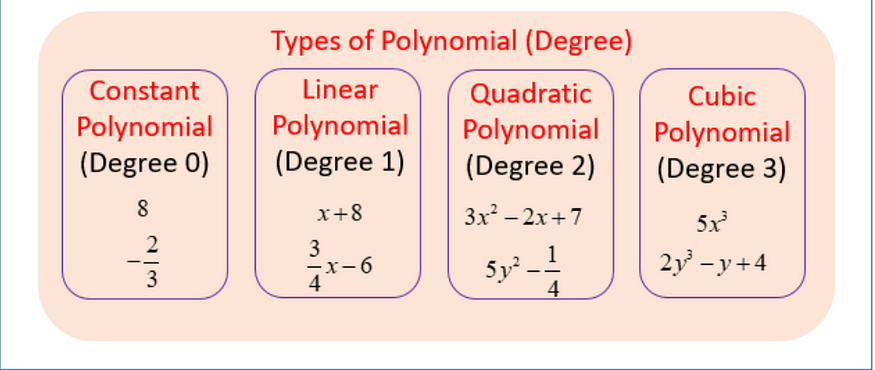 Types of Polynomial (Degree)
Constant
Polynomial
(Degree 0)
8
-2/3
Linear
Polynomial
(Degree 1)
x+8
3/4 x-6
Quadratic
Polynomial
(Degree 2)
3x² - 2x+7
5y² - 1/4
Cubic
Polynomial
(Degree 3)
5x³
2y³ - y+4